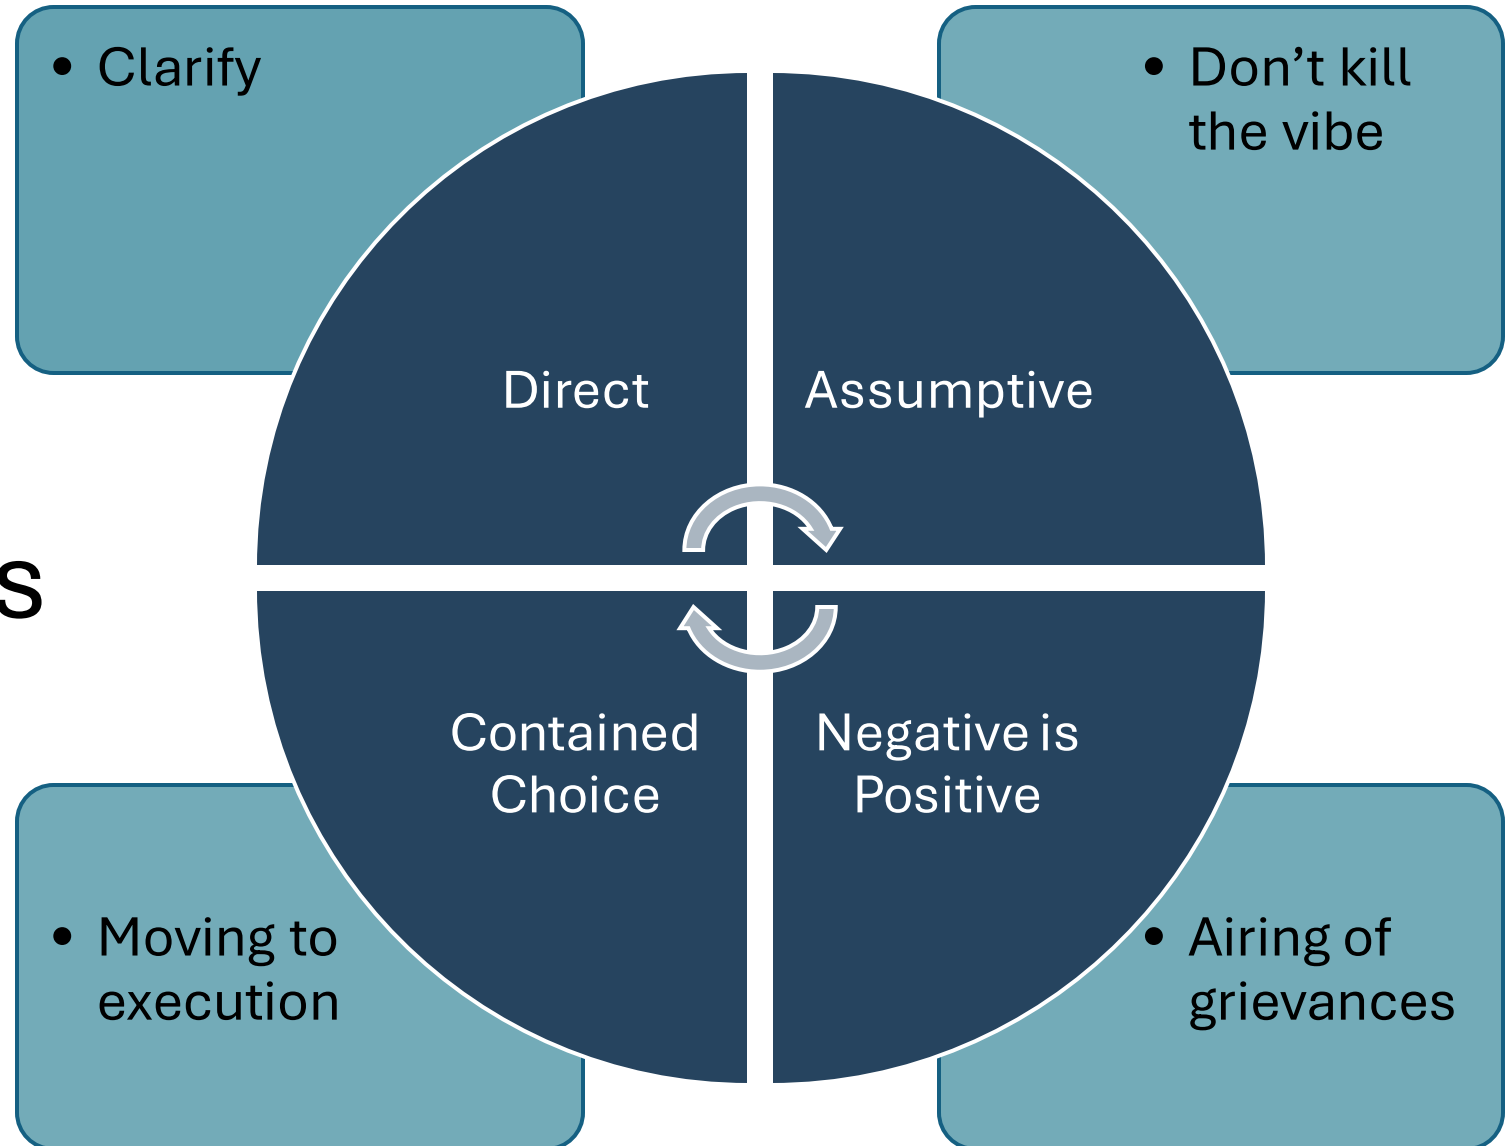 • Clarify
• Don’t kill
the vibe
Direct
Assumptive
s
Contained
Choice
Negative is
Positive
• Moving to
execution
• Airing of
grievances